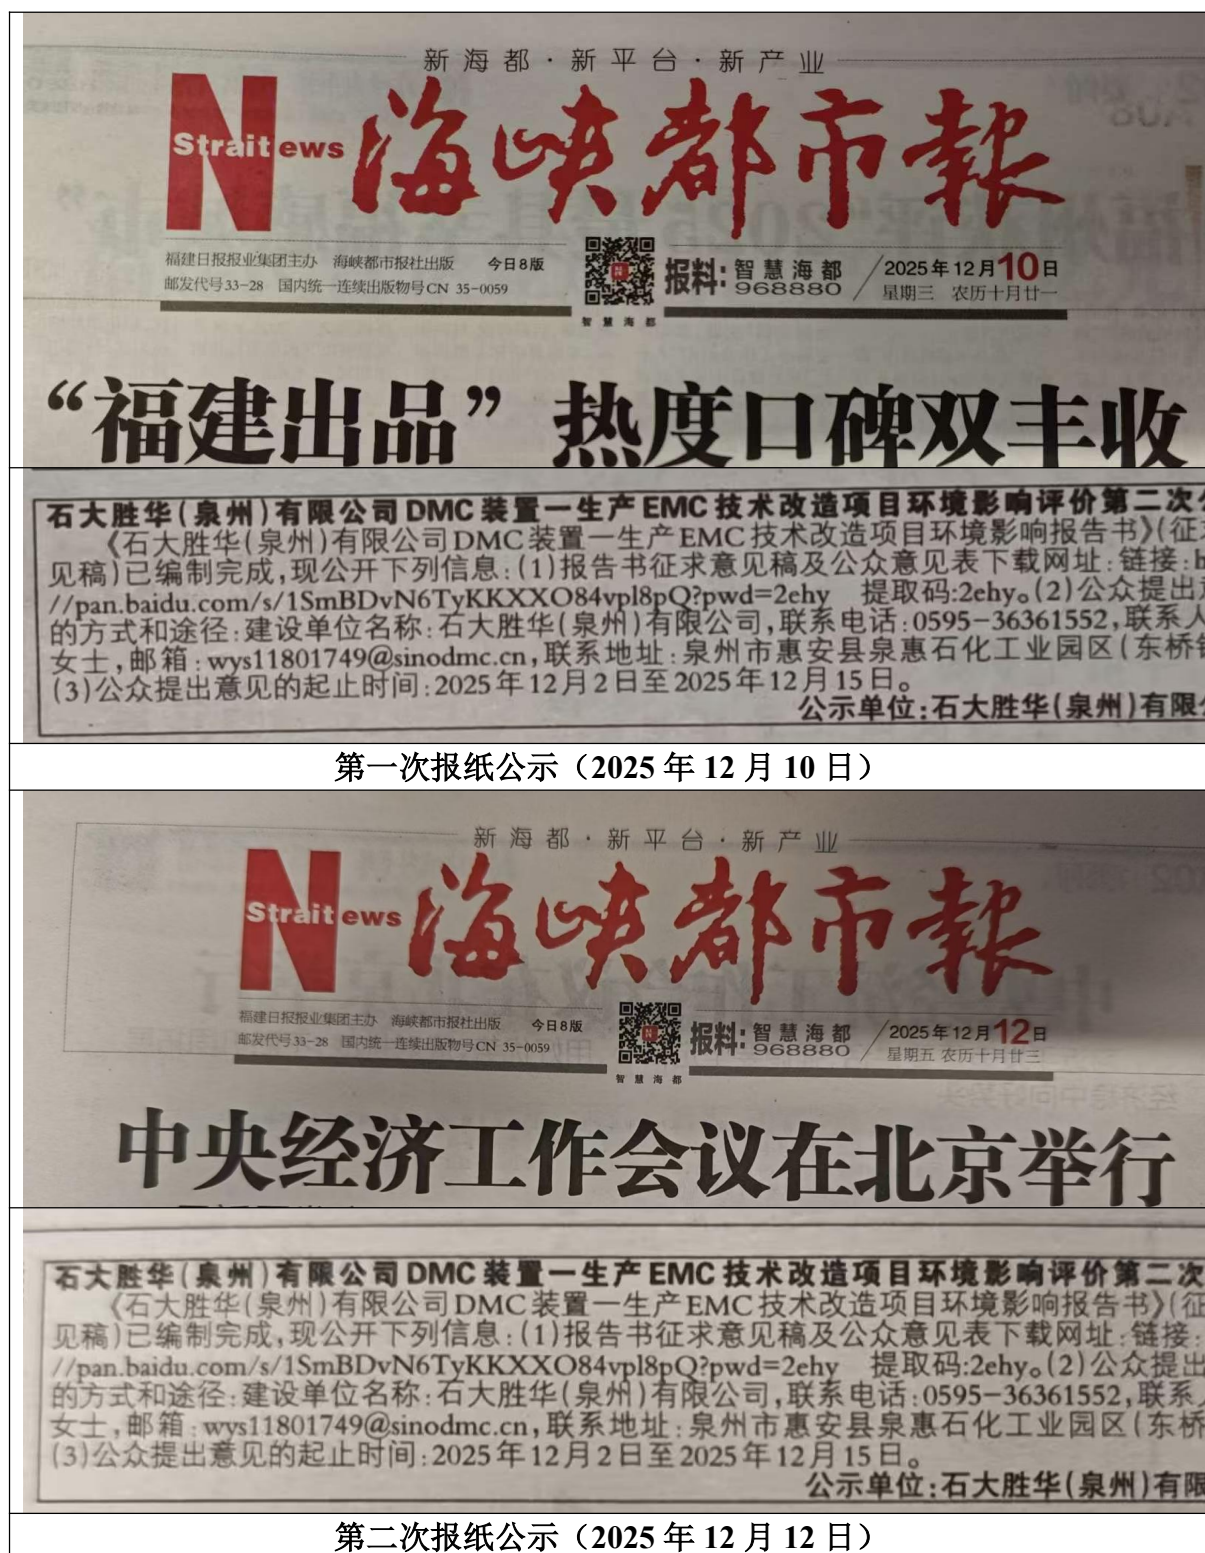 新海都·新平台·新产业
N
Strait ews
海峡都市報
福建日报报业集团主办 海峡都市报社出版 今日8版
邮发代号33-28 国内统一连续出版物号CN 35-0059
智慧海都
报料:智慧海都
968880
2025年12月10日
星期三 农历十月廿一
“福建出品” 热度口碑双丰收
石大胜华(泉州)有限公司DMC装置一生产EMC技术改造项目环境影响评价第二次
《石大胜华(泉州)有限公司DMC装置一生产EMC技术改造项目环境影响报告书》(征
见稿)已编制完成,现公开下列信息:(1)报告书征求意见稿及公众意见表下载网址:链接:h
//pan.baidu.com/s/1SmBDvN6TyKKXXO84vpl8pQ?pwd=2ehy 提取码:2ehy。(2)公众提出
的方式和途径:建设单位名称:石大胜华(泉州)有限公司,联系电话:0595-36361552,联系人
女士,邮箱:wys11801749@sinodmc.cn,联系地址:泉州市惠安县泉惠石化工业园区(东桥
(3)公众提出意见的起止时间:2025年12月2日至2025年12月15日。
公示单位:石大胜华(泉州)有限
第一次报纸公示（2025 年 12 月 10 日）
新海都·新平台·新产业
N
Strait ews
海峡都市報
福建日报报业集团主办 海峡都市报社出版 今日8版
邮发代号33-28 国内统一连续出版物号CN 35-0059
智慧海都
报料:智慧海都
968880
2025年12月12日
星期五 农历十月廿三
中央经济工作会议在北京举行
石大胜华(泉州)有限公司DMC装置一生产EMC技术改造项目环境影响评价第二次
《石大胜华(泉州)有限公司DMC装置一生产EMC技术改造项目环境影响报告书》(征
见稿)已编制完成,现公开下列信息:(1)报告书征求意见稿及公众意见表下载网址:链接:
//pan.baidu.com/s/1SmBDvN6TyKKXXO84vpl8pQ?pwd=2ehy 提取码:2ehy。(2)公众提出
的方式和途径:建设单位名称:石大胜华(泉州)有限公司,联系电话:0595-36361552,联系
女士,邮箱:wys11801749@sinodmc.cn,联系地址:泉州市惠安县泉惠石化工业园区(东桥
(3)公众提出意见的起止时间:2025年12月2日至2025年12月15日。
公示单位:石大胜华(泉州)有限
第二次报纸公示（2025 年 12 月 12 日）